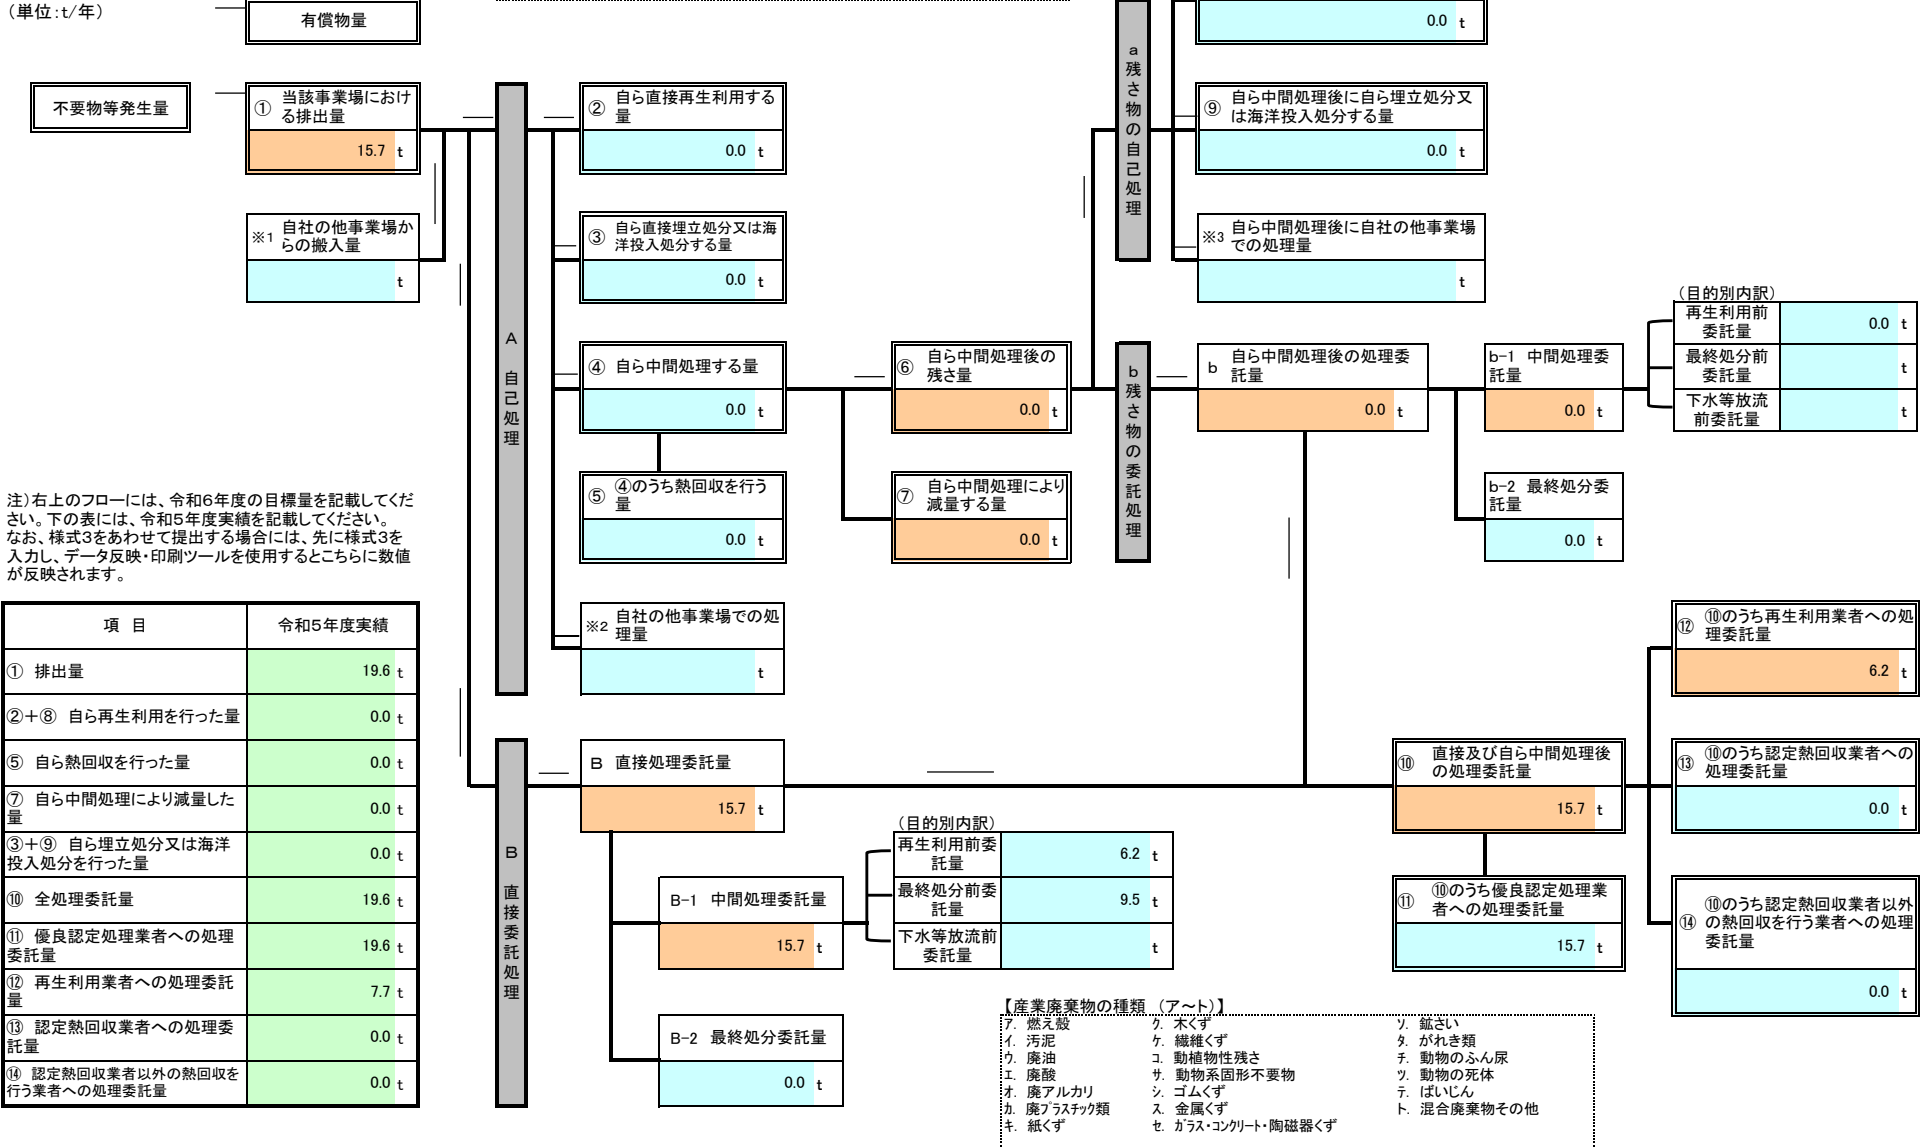 （単位：t/年）
有償物量
0.0 t
不要物等発生量
① 当該事業場におけ
る排出量
15.7 t
※1 自社の他事業場か
らの搬入量
t
A 自己処理
② 自ら直接再生利用する
量
0.0 t
③ 自ら直接埋立処分又は海
洋投入処分する量
0.0 t
④ 自ら中間処理する量
0.0 t
⑤ ④のうち熱回収を行う
量
0.0 t
※2 自社の他事業場での処
理量
t
⑥ 自ら中間処理後の
残さ量
0.0 t
⑦ 自ら中間処理により
減量する量
0.0 t
a 残さ物の自己処理
⑨ 自ら中間処理後に自ら埋立処分又
は海洋投入処分する量
0.0 t
※3 自ら中間処理後に自社の他事業場
での処理量
t
b 残さ物の委託処理
b 自ら中間処理後の処理委
託量
0.0 t
b-1 中間処理委
託量
0.0 t
（目的別内訳）
再生利用前
委託量
0.0 t
最終処分前
委託量
t
下水等放流
前委託量
t
b-2 最終処分委
託量
0.0 t
注）右上のフローには、令和６年度の目標量を記載してくだ
さい。下の表には、令和５年度実績を記載してください。
なお、様式３をあわせて提出する場合には、先に様式３を
入力し、データ反映・印刷ツールを使用するとこちらに数値
が反映されます。
項 目 令和５年度実績
① 排出量 19.6 t
②＋⑧ 自ら再生利用を行った量 0.0 t
⑤ 自ら熱回収を行った量 0.0 t
⑦ 自ら中間処理により減量した
量 0.0 t
③＋⑨ 自ら埋立処分又は海洋
投入処分を行った量 0.0 t
⑩ 全処理委託量 19.6 t
⑪ 優良認定処理業者への処理
委託量 19.6 t
⑫ 再生利用業者への処理委託
量 7.7 t
⑬ 認定熱回収業者への処理委
託量 0.0 t
⑭ 認定熱回収業者以外の熱回収を
行う業者への処理委託量 0.0 t
B 直接委託処理
B 直接処理委託量
15.7 t
B-1 中間処理委託量
15.7 t
（目的別内訳）
再生利用前委
託量
6.2 t
最終処分前委
託量
9.5 t
下水等放流前
委託量
t
B-2 最終処分委託量
0.0 t
⑩ 直接及び自ら中間処理後
の処理委託量
15.7 t
⑪ ⑩のうち優良認定処理業
者への処理委託量
15.7 t
⑫ ⑩のうち再生利用業者への処
理委託量
6.2 t
⑬ ⑩のうち認定熱回収業者への
処理委託量
0.0 t
⑭ ⑩のうち認定熱回収業者以外
の熱回収を行う業者への処理
委託量
0.0 t
【産業廃棄物の種類 （ア～ト）】
ア. 燃え殻
イ. 汚泥
ウ. 廃油
エ. 廃酸
オ. 廃アルカリ
カ. 廃プラスチック類
キ. 紙くず
ク. 木くず
ケ. 繊維くず
コ. 動植物性残さ
サ. 動物系固形不要物
シ. ゴムくず
ス. 金属くず
セ. ガラス・コンクリート・陶磁器くず
ソ. 鉱さい
タ. がれき類
チ. 動物のふん尿
ツ. 動物の死体
テ. ばいじん
ト. 混合廃棄物その他